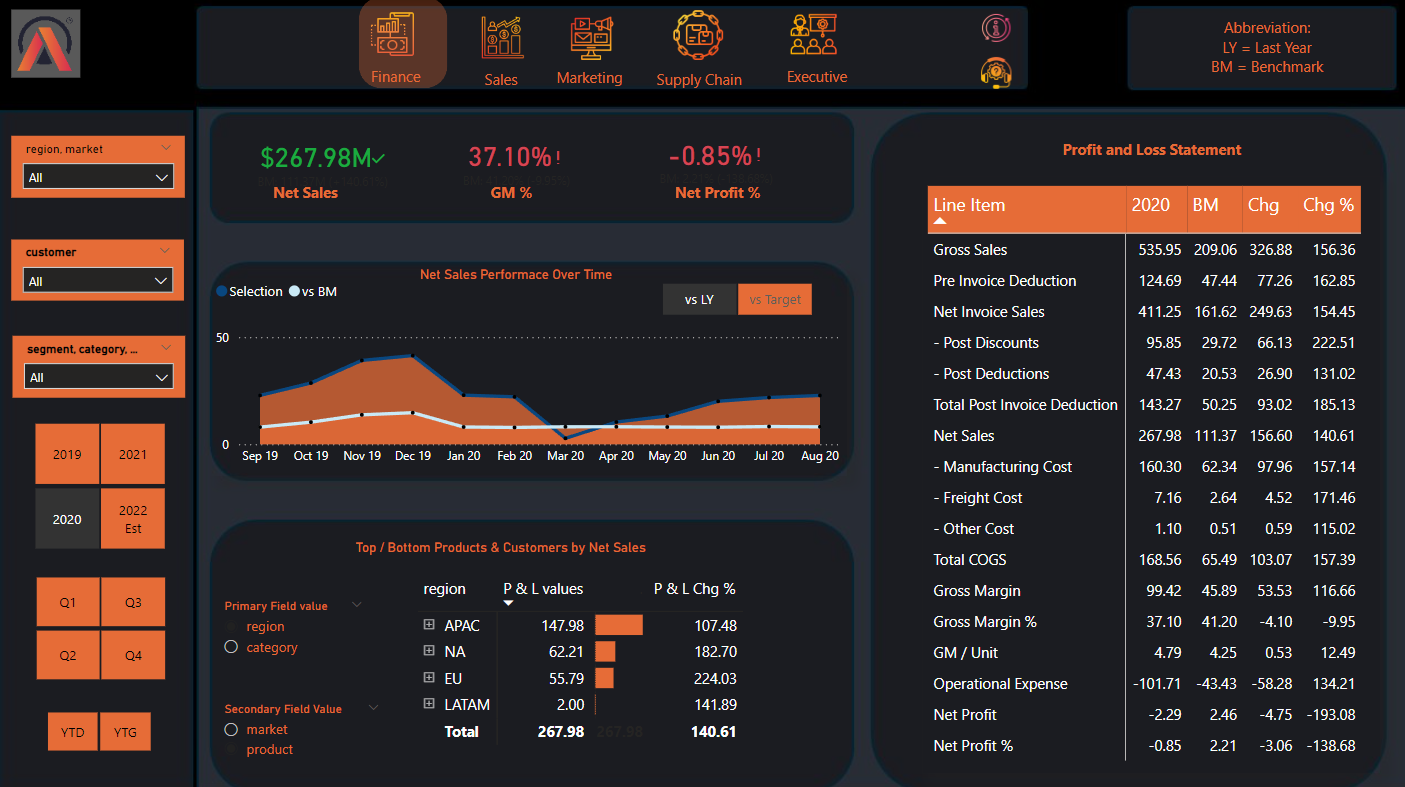 Finance
Sales
Marketing
Supply Chain
Executive
Abbreviation:
LY = Last Year
BM = Benchmark
region, market
All
customer
All
segment, category, ...
All
2019
2021
2020
2022
Est
Q1
Q3
Q2
Q4
YTD
YTG
$267.98M
Net Sales
37.10%!
GM %
-0.85%!
Net Profit %
Net Sales Performace Over Time
Selection
vs BM
vs LY
vs Target
50
0
Sep 19 Oct 19 Nov 19 Dec 19 Jan 20 Feb 20 Mar 20 Apr 20 May 20 Jun 20 Jul 20 Aug 20
Top / Bottom Products & Customers by Net Sales
Primary Field value
region
category
Secondary Field Value
market
product
region P & L values P & L Chg %
APAC 147.98 107.48
NA 62.21 182.70
EU 55.79 224.03
LATAM 2.00 141.89
Total 267.98 267.98 140.61
Profit and Loss Statement
Line Item 2020 BM Chg Chg %
Gross Sales 535.95 209.06 326.88 156.36
Pre Invoice Deduction 124.69 47.44 77.26 162.85
Net Invoice Sales 411.25 161.62 249.63 154.45
- Post Discounts 95.85 29.72 66.13 222.51
- Post Deductions 47.43 20.53 26.90 131.02
Total Post Invoice Deduction 143.27 50.25 93.02 185.13
Net Sales 267.98 111.37 156.60 140.61
- Manufacturing Cost 160.30 62.34 97.96 157.14
- Freight Cost 7.16 2.64 4.52 171.46
- Other Cost 1.10 0.51 0.59 115.02
Total COGS 168.56 65.49 103.07 157.39
Gross Margin 99.42 45.89 53.53 116.66
Gross Margin % 37.10 41.20 -4.10 -9.95
GM / Unit 4.79 4.25 0.53 12.49
Operational Expense -101.71 -43.43 -58.28 134.21
Net Profit -2.29 2.46 -4.75 -193.08
Net Profit % -0.85 2.21 -3.06 -138.68